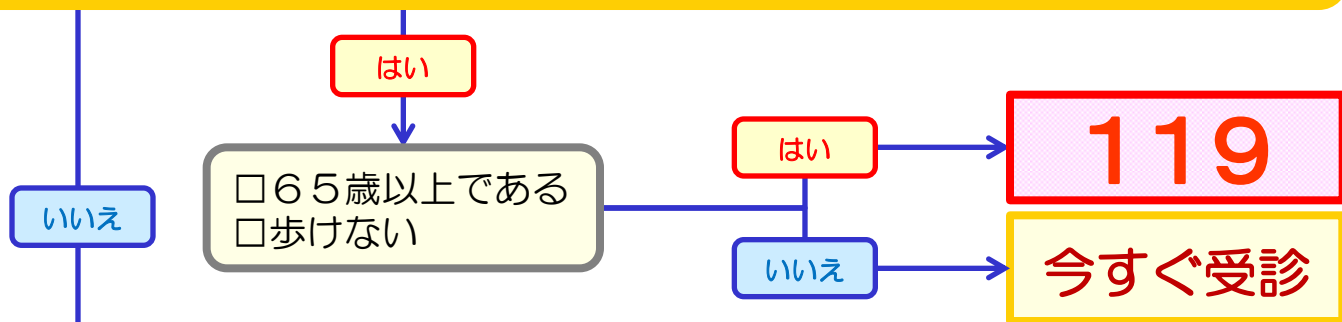 はい
□６５歳以上である
□歩けない
いいえ
はい
１１９
いいえ
今すぐ受診